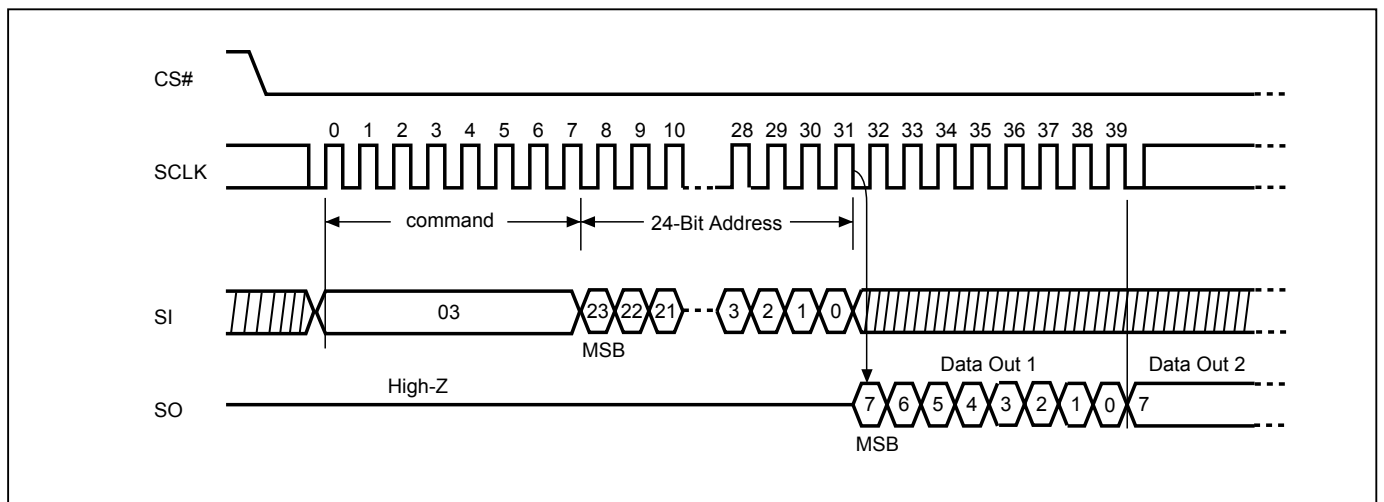 CS#
0 1 2 3 4 5 6 7 8 9 10 28 29 30 31 32 33 34 35 36 37 38 39
SCLK
command 24-Bit Address
SI 03 23 22 21 3 2 1 0
MSB
Data Out 1 Data Out 2
High-Z
SO 7 6 5 4 3 2 1 0 7
MSB